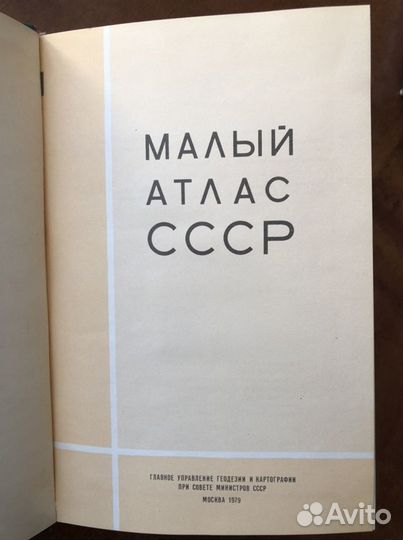 МАЛЫЙ
АТЛАС
СССР
ГЛАВНОЕ УПРАВЛЕНИЕ ГЕОДЕЗИИ И КАРТОГРАФИИ
ПРИ СОВЕТЕ МИНИСТРОВ СССР
МОСКВА 1979
Avito